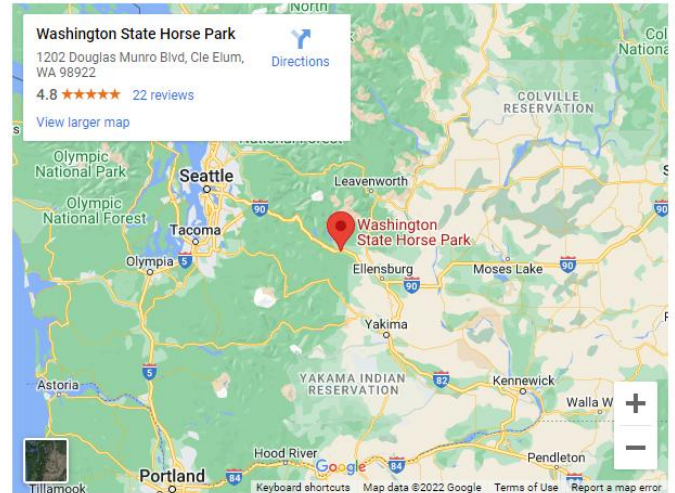 North
Washington State Horse Park
1202 Douglas Munro Blvd, Cle Elum,
WA 98922
4.8
22 reviews
Directions
View larger map
National Forest
Col
Nationa
COLVILLE
RESERVATION
Olympic
National Park
Olympic
National Forest
Seattle
Leavenworth
90
90
Tacoma
Washington
State Horse Park
Olympia
5
Ellensburg
90
Moses Lake
90
Yakima
5
Astoria
YAKAMA INDIAN
RESERVATION
82
Kennewick
Walla W
+
−
Hood River
Google
84
Pendleton
Portland
84
Tillamook
Keyboard shortcuts
Map data ©2022 Google
Terms of Use
Report a map error